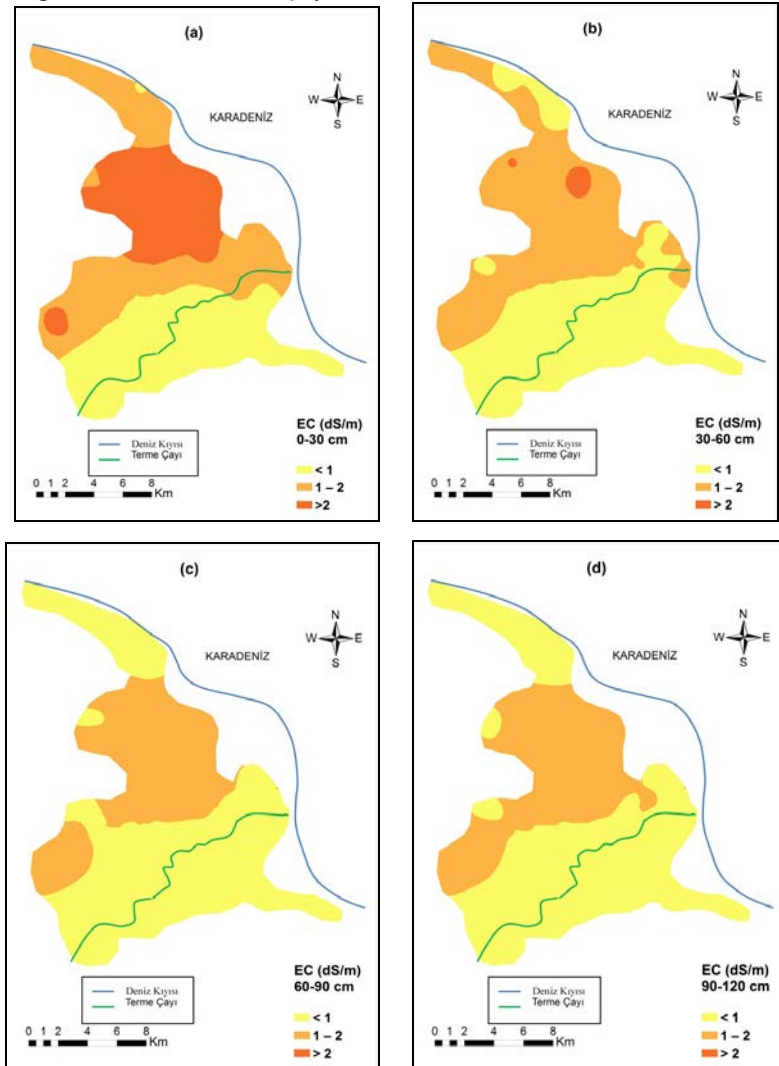 (a)
N
W E
S
KARADENİZ
EC (dS/m)
0-30 cm
Deniz Kıyısı
Terme Çayı
< 1
1 – 2
>2
0 1 2 4 6 8
Km
(b)
N
W E
S
KARADENİZ
EC (dS/m)
30-60 cm
Deniz Kıyısı
Terme Çayı
< 1
1 – 2
> 2
0 1 2 4 6 8
Km
(c)
N
W E
S
KARADENİZ
EC (dS/m)
60-90 cm
Deniz Kıyısı
Terme Çayı
< 1
1 – 2
> 2
0 1 2 4 6 8
Km
(d)
N
W E
S
KARADENİZ
EC (dS/m)
90-120 cm
Deniz Kıyısı
Terme Çayı
< 1
1 – 2
> 2
0 1 2 4 6 8
Km